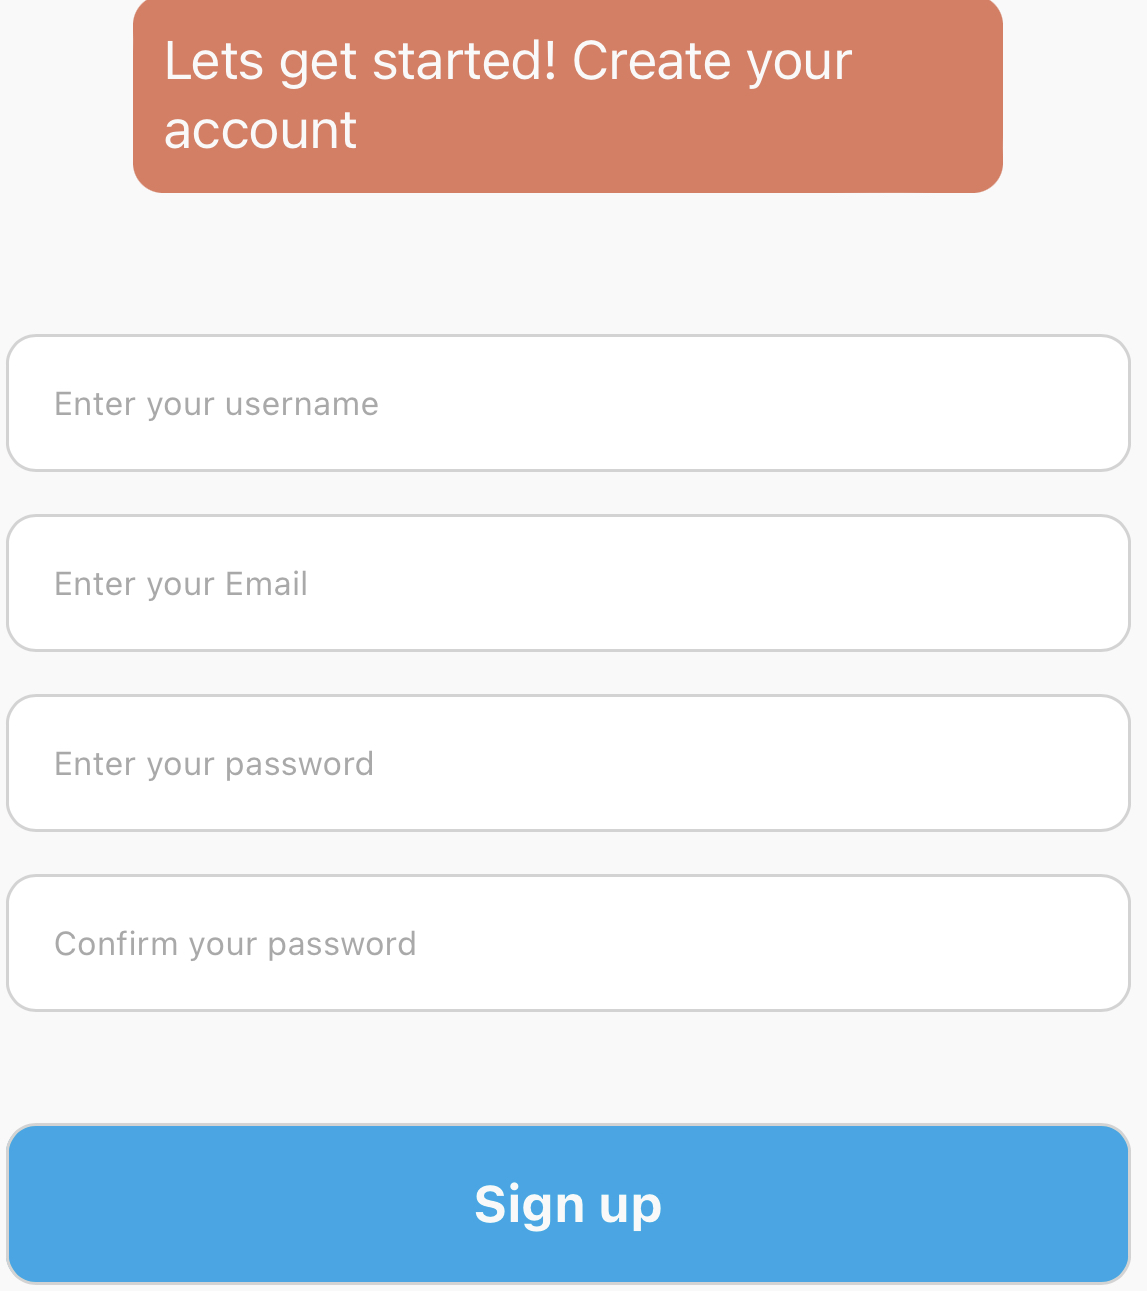 Lets get started! Create your
account
Enter your username
Enter your Email
Enter your password
Confirm your password
Sign up